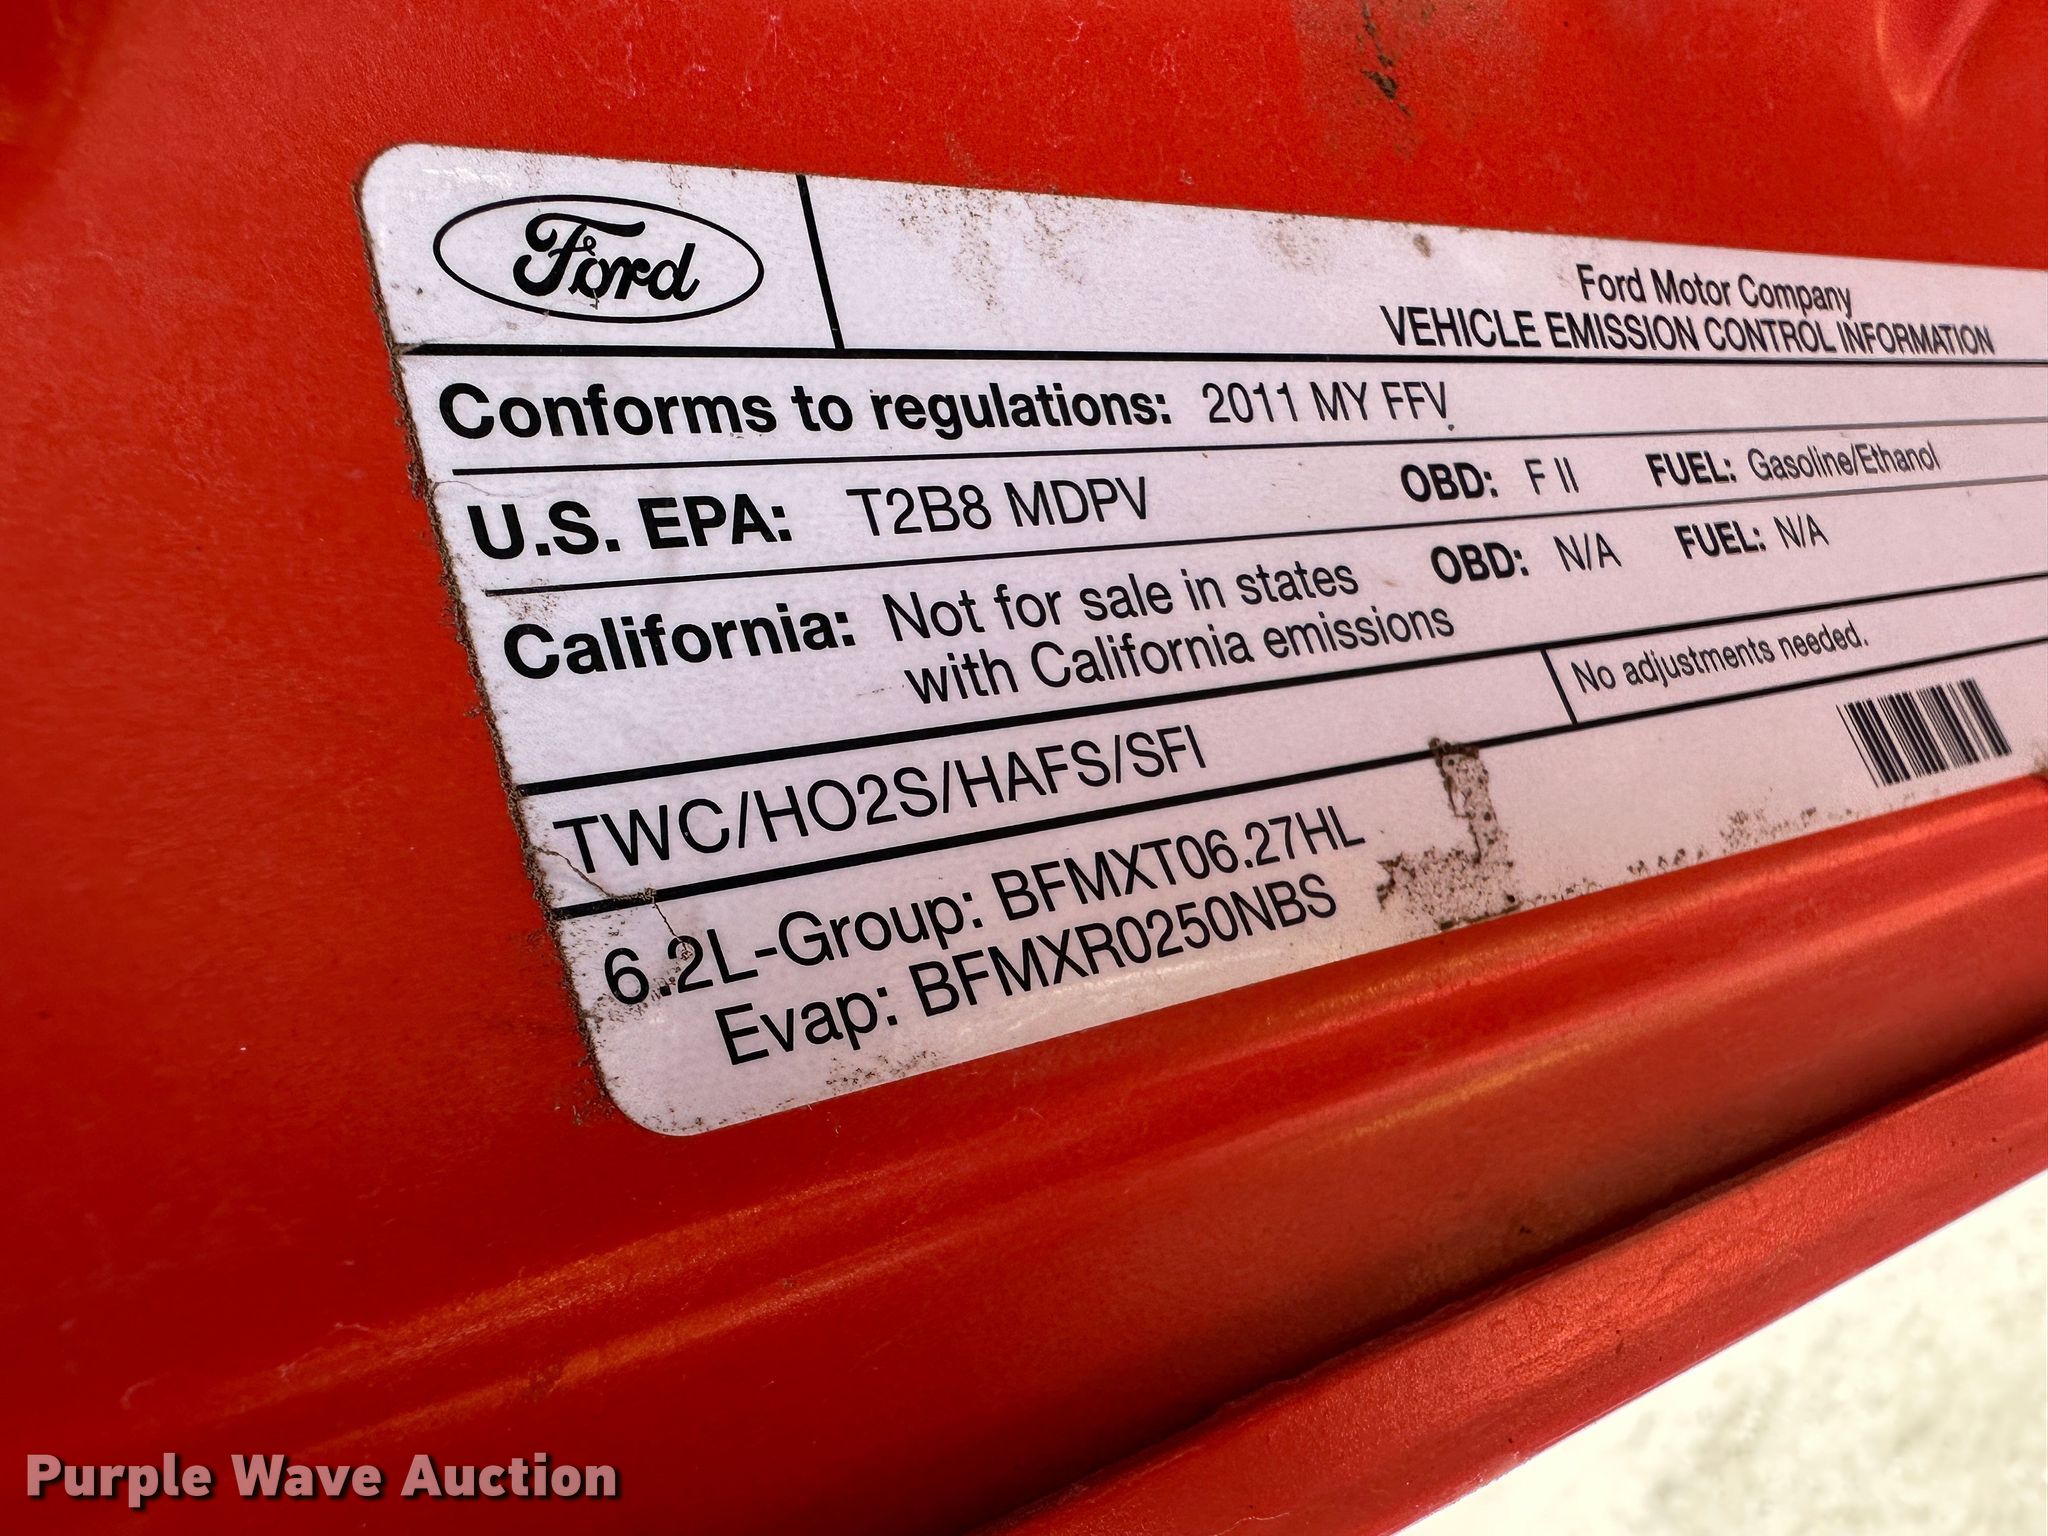 Ford
Ford Motor Company
VEHICLE EMISSION CONTROL INFORMATION
Conforms to regulations: 2011 MY FFV
U.S. EPA: T2B8 MDPV OBD: F II FUEL: Gasoline/Ethanol
California: Not for sale in states OBD: N/A FUEL: N/A
with California emissions
TWC/HO2S/HAFS/SFI No adjustments needed.
6.2L-Group: BFMXT06.27HL
Evap: BFMXR0250NBS
Purple Wave Auction